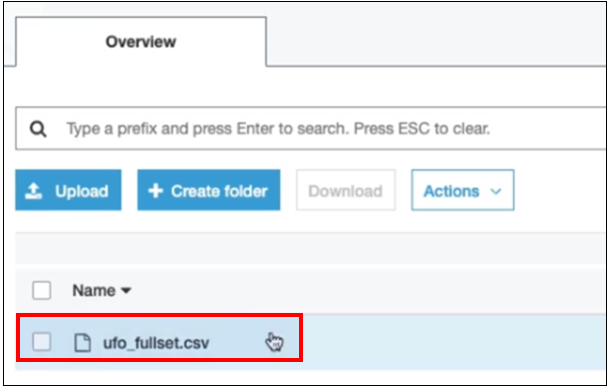 Overview
Type a prefix and press Enter to search. Press ESC to clear.
Upload
Create folder
Download
Actions
Name
ufo_fullset.csv